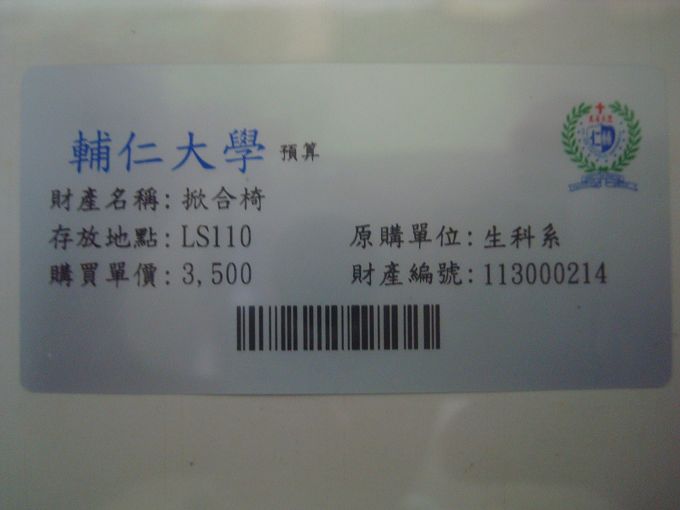 輔仁大學 預算
財產名稱: 掀合椅
存放地點: LS110 原購單位: 生科系
購買單價: 3,500 財產編號: 113000214